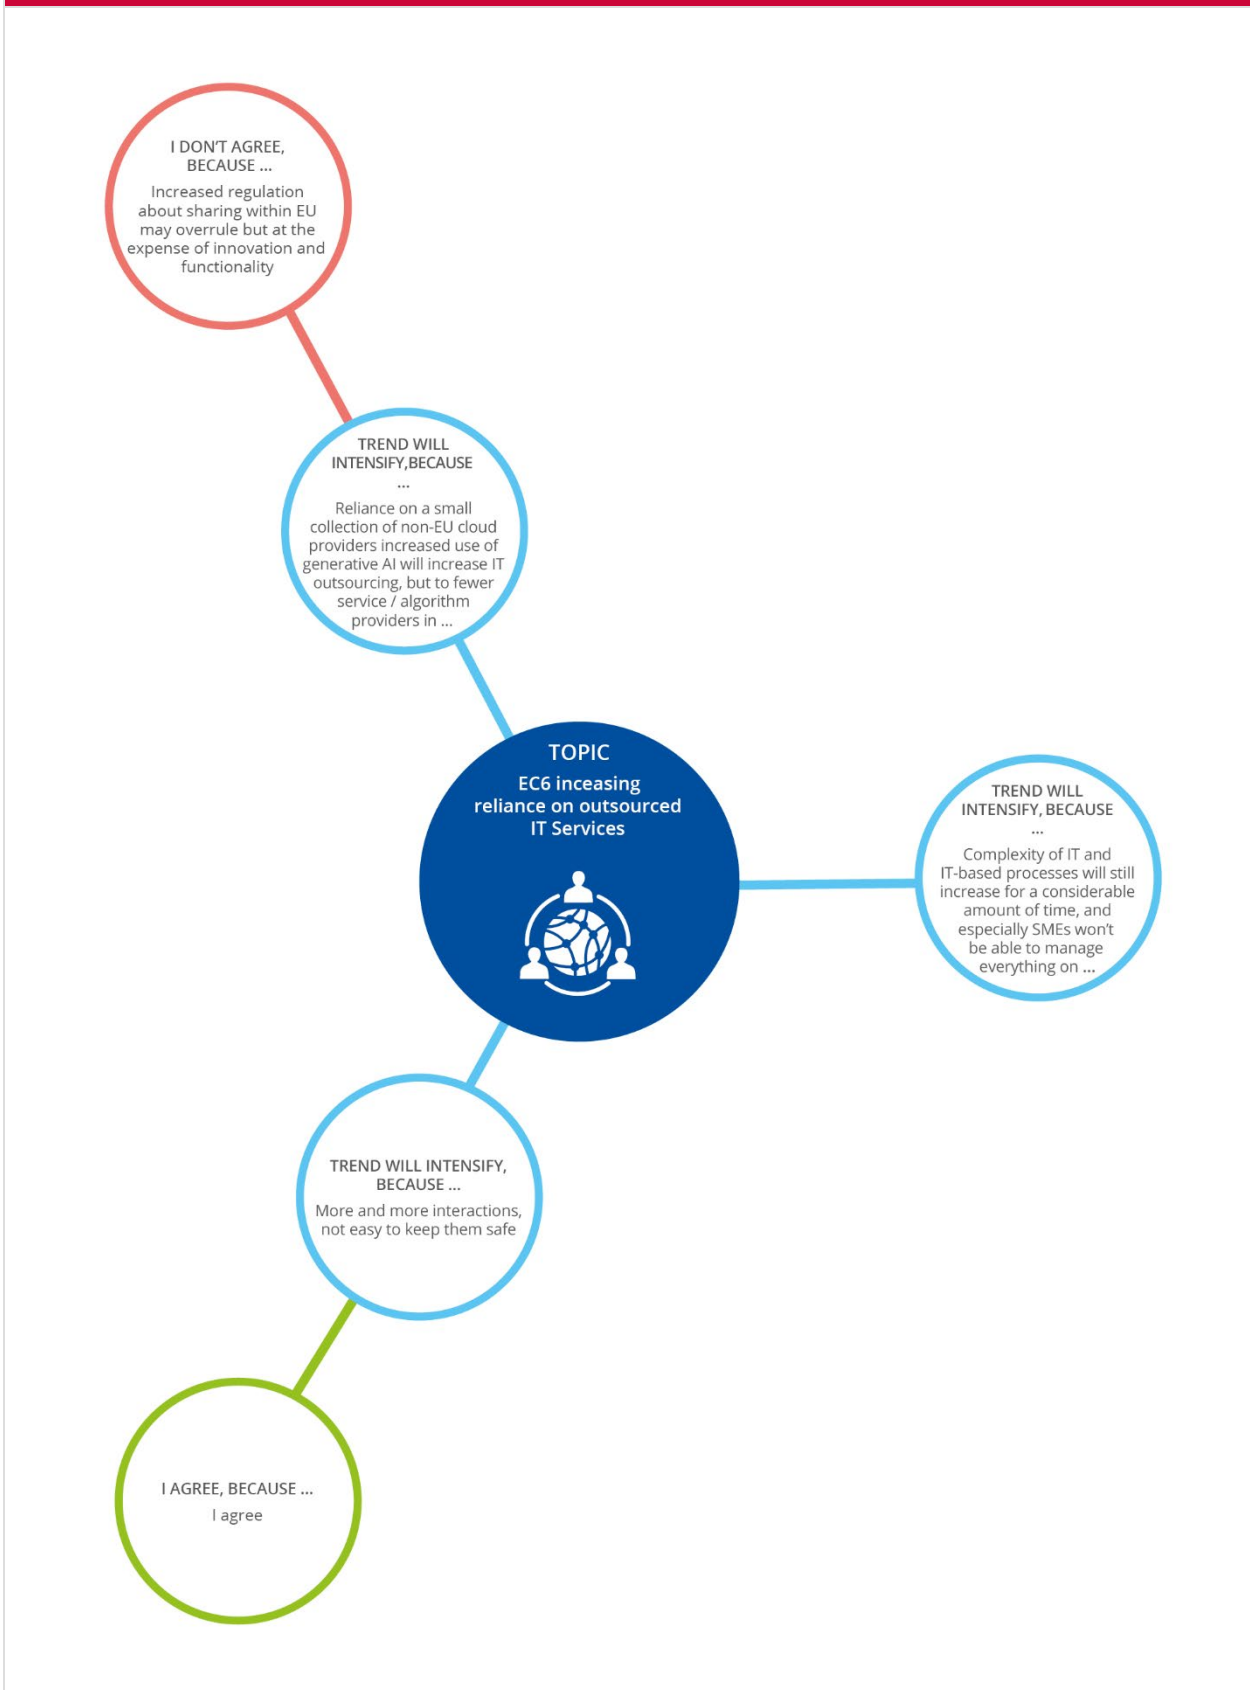 I DON'T AGREE,
BECAUSE ...
Increased regulation
about sharing within EU
may overrule but at the
expense of innovation and
functionality
TREND WILL
INTENSIFY,BECAUSE
...
Reliance on a small
collection of non-EU cloud
providers increased use of
generative AI will increase IT
outsourcing, but to fewer
service / algorithm
providers in ...
TOPIC
EC6 inceasing
reliance on outsourced
IT Services
TREND WILL
INTENSIFY, BECAUSE
...
Complexity of IT and
IT-based processes will still
increase for a considerable
amount of time, and
especially SMEs won't
be able to manage
everything on ...
TREND WILL INTENSIFY,
BECAUSE ...
More and more interactions,
not easy to keep them safe
I AGREE, BECAUSE ...
I agree